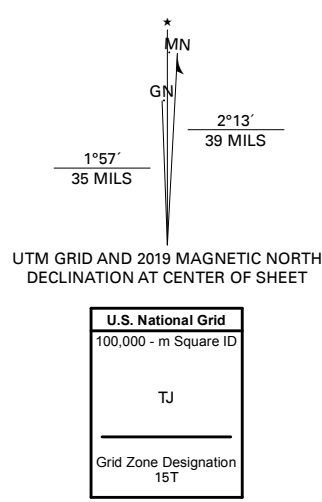 ★
MN
GN
2°13´
39 MILS
1°57´
35 MILS
UTM GRID AND 2019 MAGNETIC NORTH
DECLINATION AT CENTER OF SHEET
U.S. National Grid
100,000 - m Square ID
TJ
Grid Zone Designation
15T